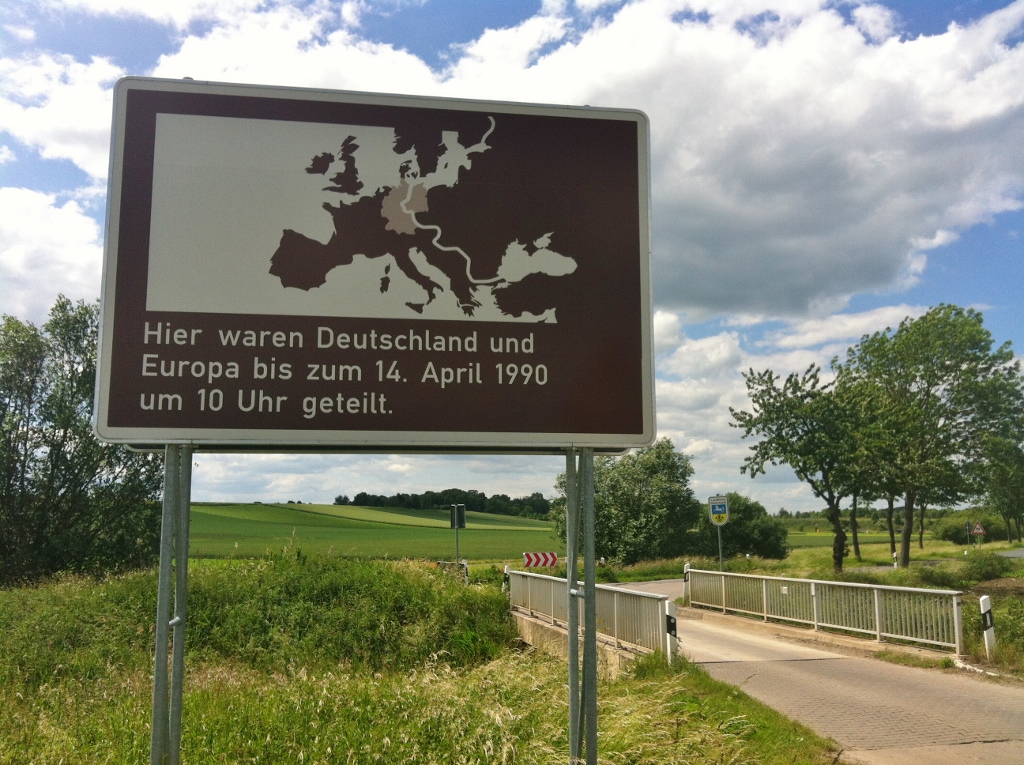 Hier waren Deutschland und
Europa bis zum 14. April 1990
um 10 Uhr geteilt.